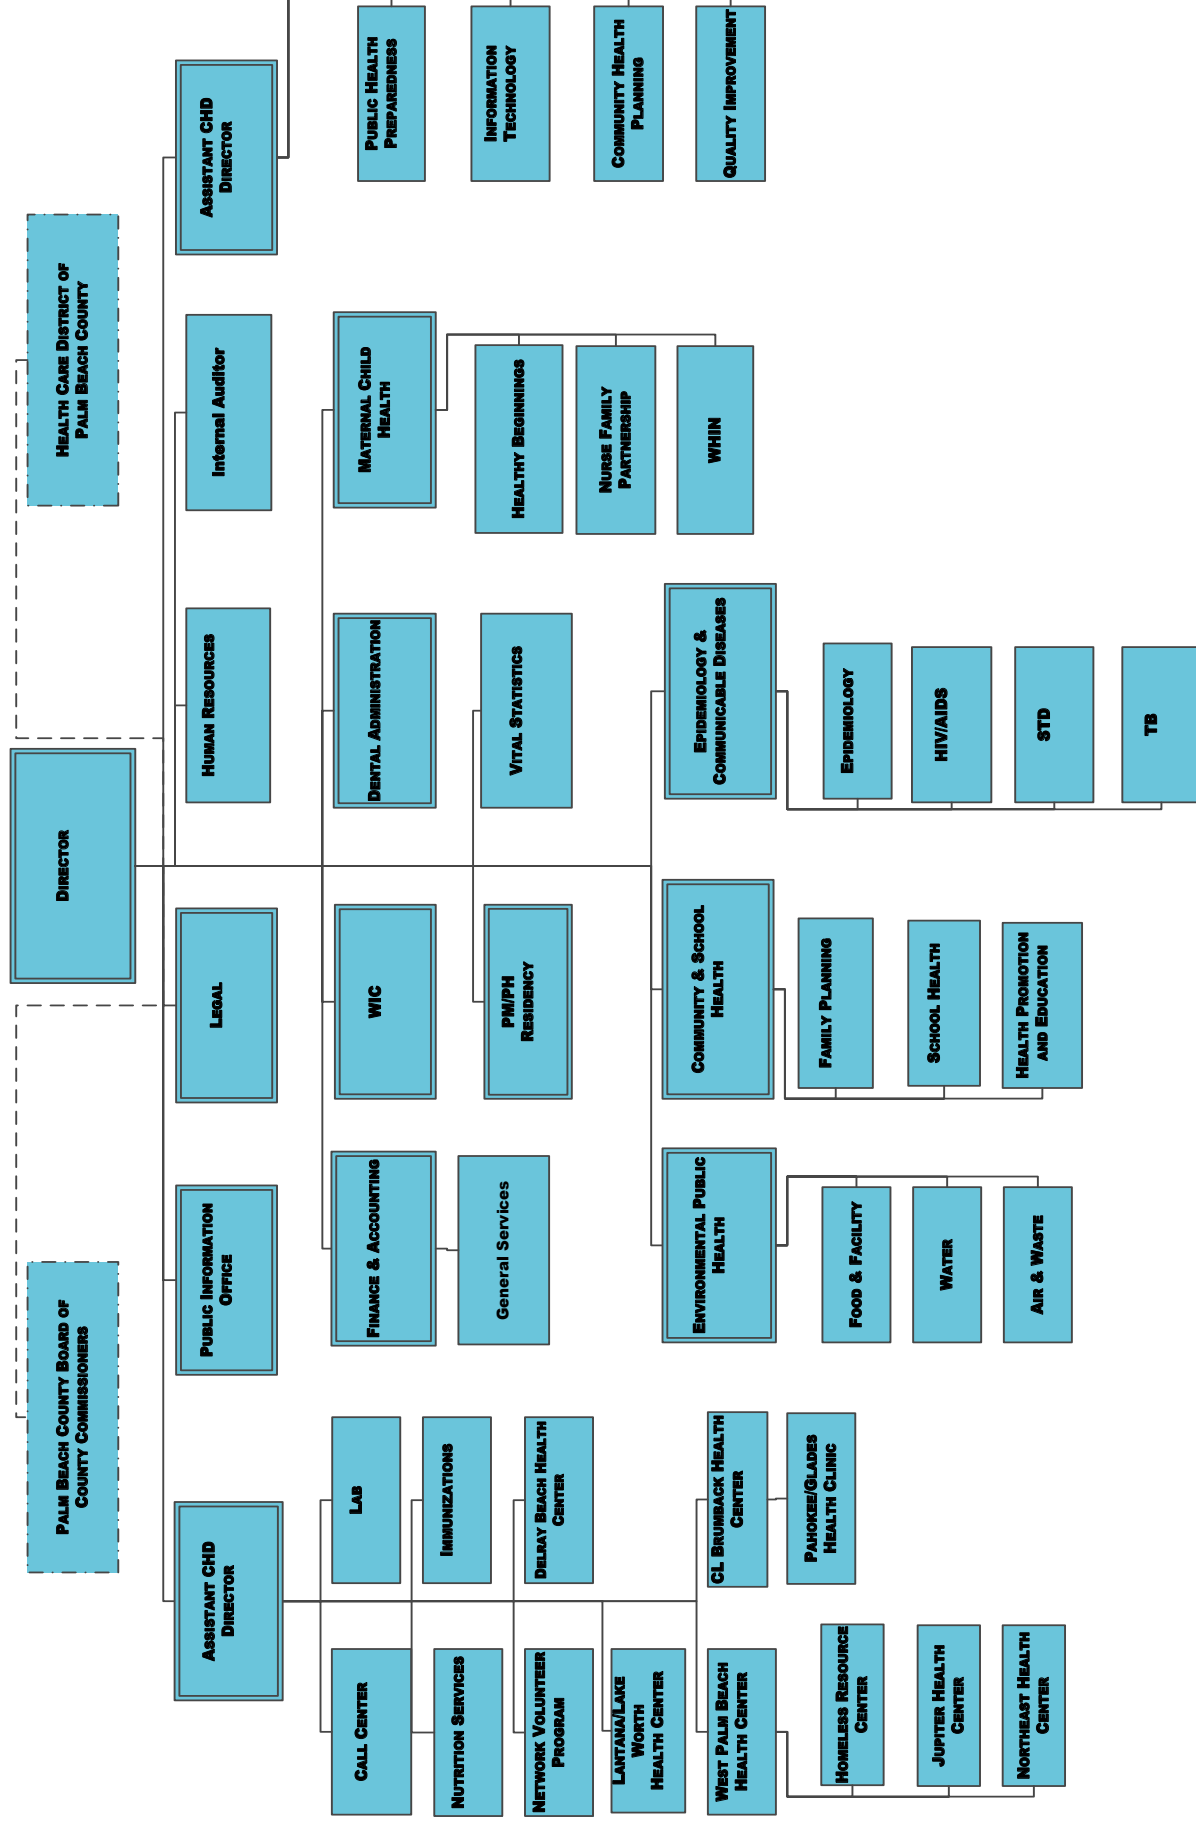 DIRECTOR
PALM BEACH COUNTY BOARD OF
COUNTY COMMISSIONERS
HEALTH CARE DISTRICT OF
PALM BEACH COUNTY
ASSISTANT CHD
DIRECTOR
PUBLIC INFORMATION
OFFICE
LEGAL
HUMAN RESOURCES
Internal Auditor
ASSISTANT CHD
DIRECTOR
CALL CENTER
LAB
NUTRITION SERVICES
IMMUNIZATIONS
NETWORK VOLUNTEER
PROGRAM
DELRAY BEACH HEALTH
CENTER
LANTANA/LAKE
WORTH
HEALTH CENTER
WEST PALM BEACH
HEALTH CENTER
CL BRUMBACK HEALTH
CENTER
PAHOKEE/GLADES
HEALTH CLINIC
HOMELESS RESOURCE
CENTER
JUPITER HEALTH
CENTER
NORTHEAST HEALTH
CENTER
FINANCE & ACCOUNTING
General Services
WIC
DENTAL ADMINISTRATION
MATERNAL CHILD
HEALTH
HEALTHY BEGINNINGS
NURSE FAMILY
PARTNERSHIP
WHIN
PM/PH
RESIDENCY
VITAL STATISTICS
ENVIRONMENTAL PUBLIC
HEALTH
FOOD & FACILITY
WATER
AIR & WASTE
COMMUNITY & SCHOOL
HEALTH
FAMILY PLANNING
SCHOOL HEALTH
HEALTH PROMOTION
AND EDUCATION
EPIDEMIOLOGY &
COMMUNICABLE DISEASES
EPIDEMIOLOGY
HIV/AIDS
STD
TB
PUBLIC HEALTH
PREPAREDNESS
INFORMATION
TECHNOLOGY
COMMUNITY HEALTH
PLANNING
QUALITY IMPROVEMENT